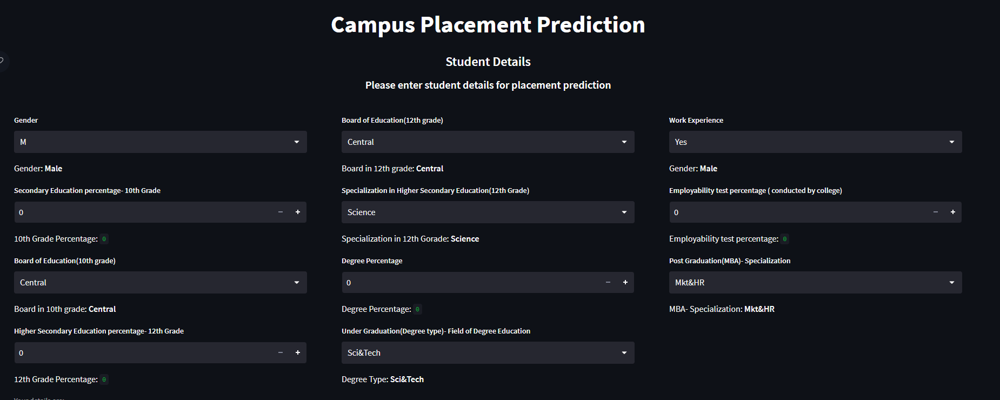 Campus Placement Prediction
Student Details
Please enter student details for placement prediction
Gender
M
Gender: Male
Secondary Education percentage- 10th Grade
0
10th Grade Percentage: 0
Board of Education(10th grade)
Central
Board in 10th grade: Central
Higher Secondary Education percentage- 12th Grade
0
12th Grade Percentage: 0
Board of Education(12th grade)
Central
Board in 12th grade: Central
Specialization in Higher Secondary Education(12th Grade)
Science
Specialization in 12th Gorade: Science
Degree Percentage
0
Degree Percentage: 0
Under Graduation(Degree type)- Field of Degree Education
Sci&Tech
Degree Type: Sci&Tech
Work Experience
Yes
Gender: Male
Employability test percentage ( conducted by college)
0
Employability test percentage: 0
Post Graduation(MBA)- Specialization
Mkt&HR
MBA- Specialization: Mkt&HR